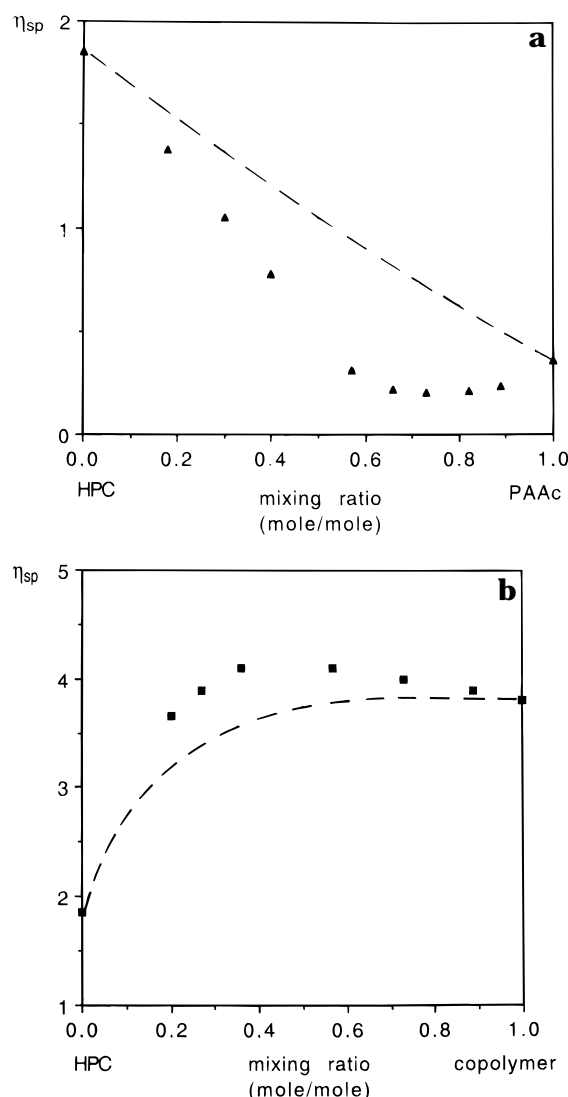 ηsp 2 a
1
0
0.0 0.2 0.4 0.6 0.8 1.0
HPC mixing ratio PAAc
(mole/mole)
ηsp 5 b
4
3
2
1
0.0 0.2 0.4 0.6 0.8 1.0
HPC mixing ratio copolymer
(mole/mole)